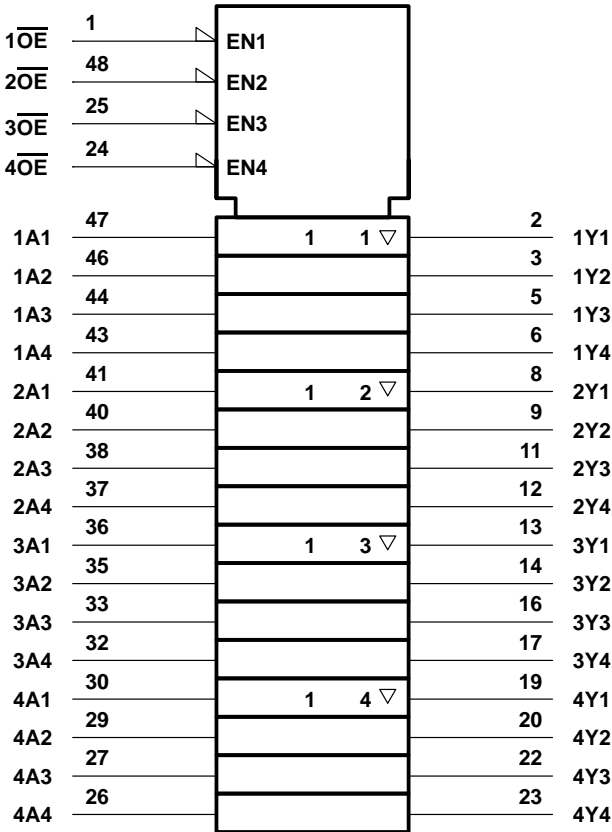 1O̅E̅ 1 EN1
2O̅E̅ 48 EN2
3O̅E̅ 25 EN3
4O̅E̅ 24 EN4
1A1 47 1 1 ▽ 2 1Y1
1A2 46 3 1Y2
1A3 44 5 1Y3
1A4 43 6 1Y4
2A1 41 1 2 ▽ 8 2Y1
2A2 40 9 2Y2
2A3 38 11 2Y3
2A4 37 12 2Y4
3A1 36 1 3 ▽ 13 3Y1
3A2 35 14 3Y2
3A3 33 16 3Y3
3A4 32 17 3Y4
4A1 30 1 4 ▽ 19 4Y1
4A2 29 20 4Y2
4A3 27 22 4Y3
4A4 26 23 4Y4